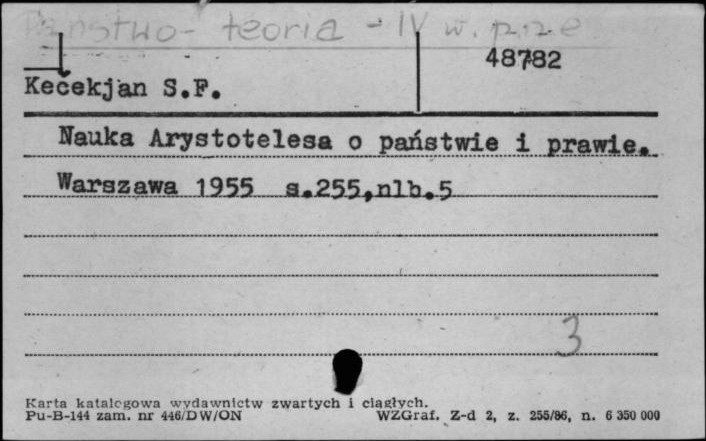 Państwo - teoria - IV w. p.n.e
48782
Kećekjan S.F.
Nauka Arystotelesa o państwie i prawie.
Warszawa 1955 s.255,nlb.5
3
Karta katalogowa wydawnictw zwartych i ciągłych.
Pu-B-144 zam. nr 446/DW/ON WZGraf. Z-d 2, z. 255/86, n. 6 350 000